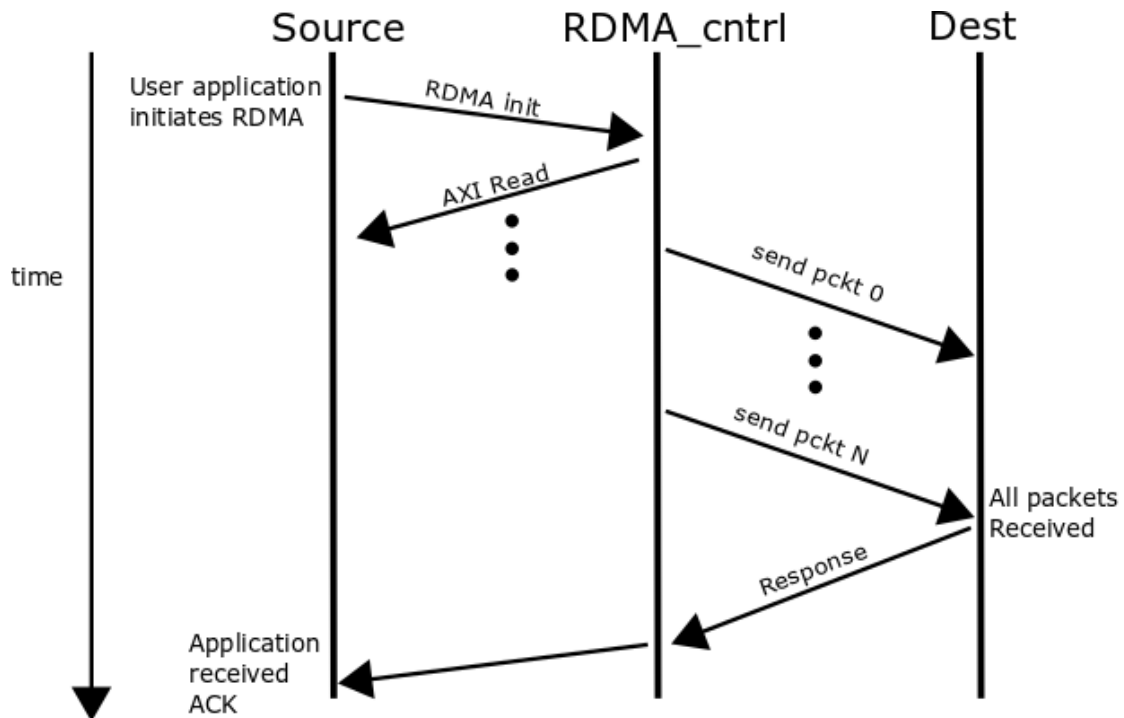 Source
RDMA_cntrl
Dest
User application
initiates RDMA
RDMA init
AXI Read
time
send pckt 0
send pckt N
All packets
Received
Response
Application
received
ACK